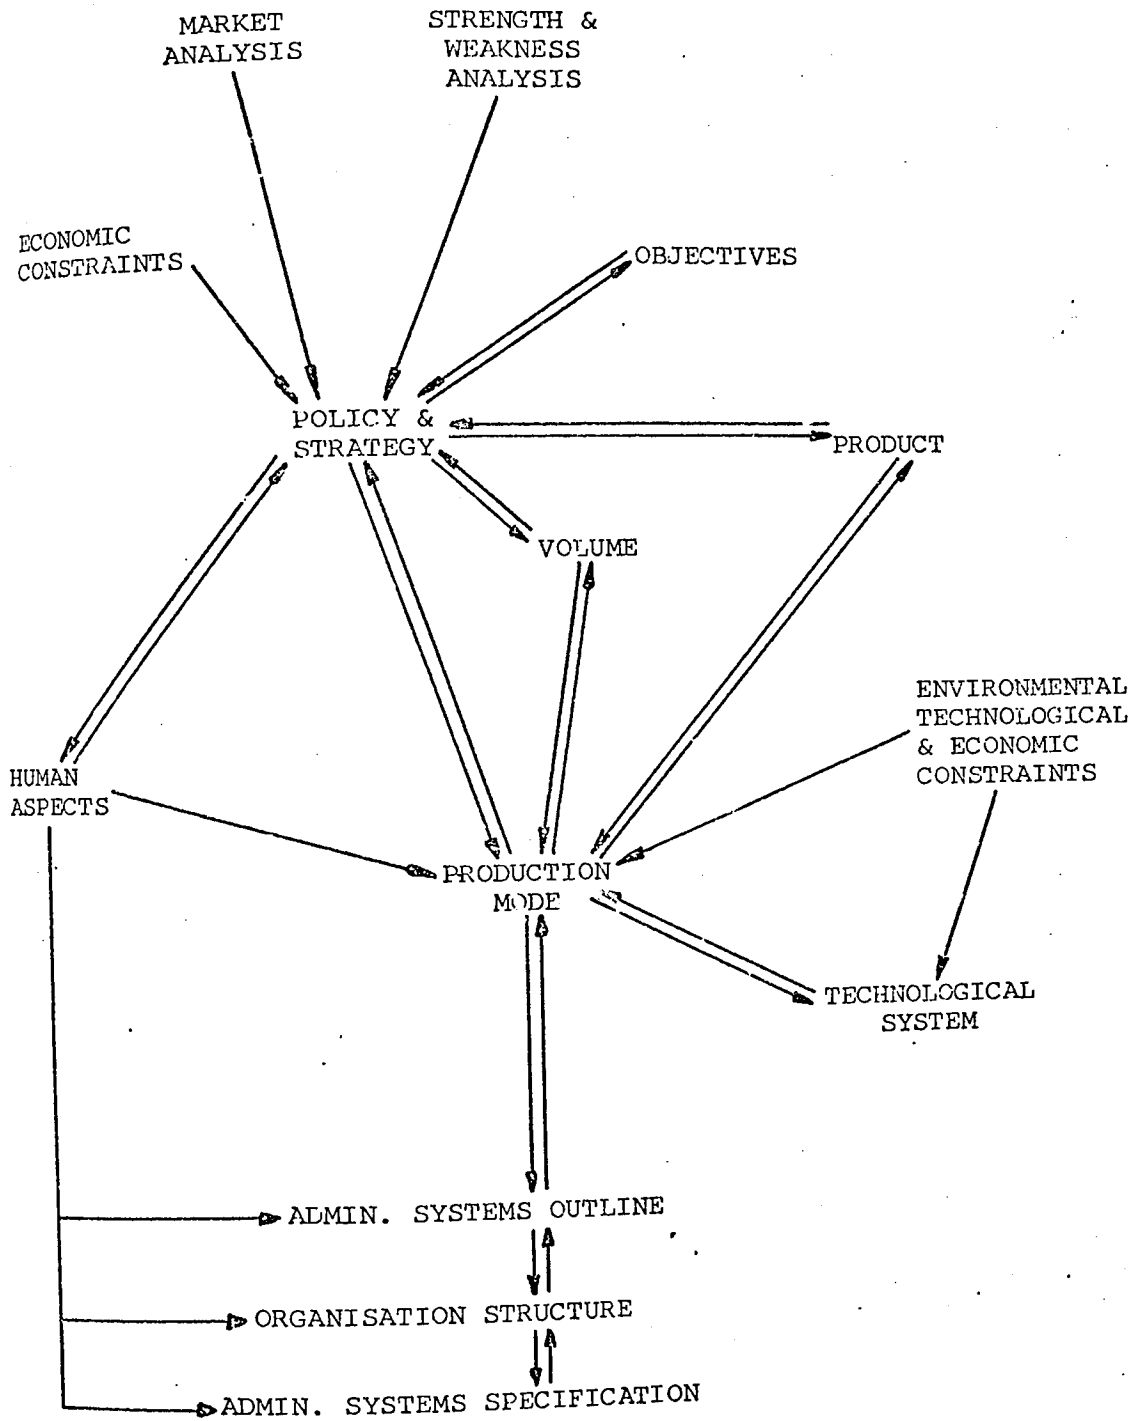 MARKET
ANALYSIS
STRENGTH &
WEAKNESS
ANALYSIS
ECONOMIC
CONSTRAINTS
OBJECTIVES
POLICY &
STRATEGY
PRODUCT
VOLUME
ENVIRONMENTAL
TECHNOLOGICAL
& ECONOMIC
CONSTRAINTS
HUMAN
ASPECTS
PRODUCTION
MODE
TECHNOLOGICAL
SYSTEM
ADMIN. SYSTEMS OUTLINE
ORGANISATION STRUCTURE
ADMIN. SYSTEMS SPECIFICATION